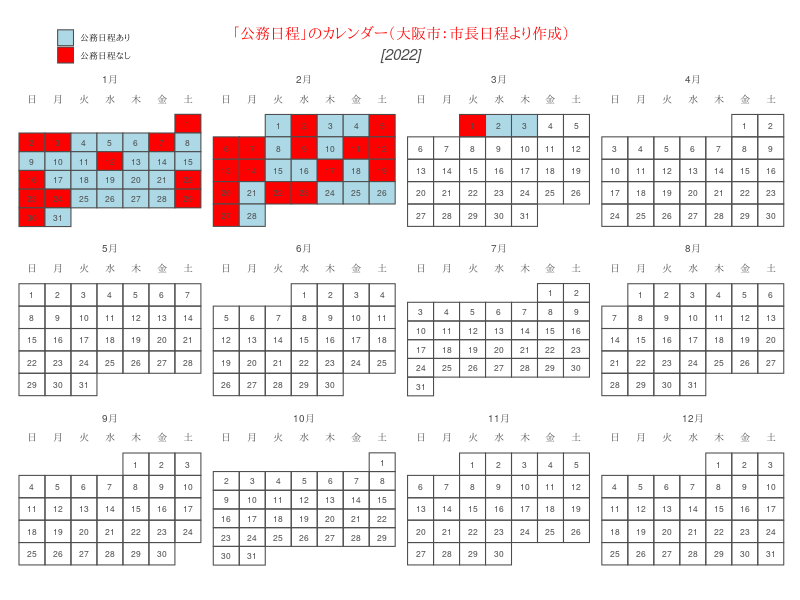 公務日程あり
公務日程なし
「公務日程」のカレンダー（大阪市：市長日程より作成）
[2022]
1月
日 月 火 水 木 金 土
1
2 3 4 5 6 7 8
9 10 11 12 13 14 15
16 17 18 19 20 21 22
23 24 25 26 27 28 29
30 31
2月
日 月 火 水 木 金 土
1 2 3 4 5
6 7 8 9 10 11 12
13 14 15 16 17 18 19
20 21 22 23 24 25 26
27 28
3月
日 月 火 水 木 金 土
1 2 3 4 5
6 7 8 9 10 11 12
13 14 15 16 17 18 19
20 21 22 23 24 25 26
27 28 29 30 31
4月
日 月 火 水 木 金 土
1 2
3 4 5 6 7 8 9
10 11 12 13 14 15 16
17 18 19 20 21 22 23
24 25 26 27 28 29 30
5月
日 月 火 水 木 金 土
1 2 3 4 5 6 7
8 9 10 11 12 13 14
15 16 17 18 19 20 21
22 23 24 25 26 27 28
29 30 31
6月
日 月 火 水 木 金 土
1 2 3 4
5 6 7 8 9 10 11
12 13 14 15 16 17 18
19 20 21 22 23 24 25
26 27 28 29 30
7月
日 月 火 水 木 金 土
1 2
3 4 5 6 7 8 9
10 11 12 13 14 15 16
17 18 19 20 21 22 23
24 25 26 27 28 29 30
31
8月
日 月 火 水 木 金 土
1 2 3 4 5 6
7 8 9 10 11 12 13
14 15 16 17 18 19 20
21 22 23 24 25 26 27
28 29 30 31
9月
日 月 火 水 木 金 土
1 2 3
4 5 6 7 8 9 10
11 12 13 14 15 16 17
18 19 20 21 22 23 24
25 26 27 28 29 30
10月
日 月 火 水 木 金 土
1
2 3 4 5 6 7 8
9 10 11 12 13 14 15
16 17 18 19 20 21 22
23 24 25 26 27 28 29
30 31
11月
日 月 火 水 木 金 土
1 2 3 4 5
6 7 8 9 10 11 12
13 14 15 16 17 18 19
20 21 22 23 24 25 26
27 28 29 30
12月
日 月 火 水 木 金 土
1 2 3
4 5 6 7 8 9 10
11 12 13 14 15 16 17
18 19 20 21 22 23 24
25 26 27 28 29 30 31